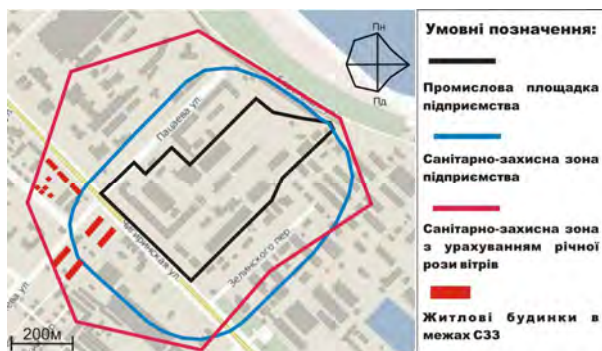 Пн
Пд
Пацаева ул.
Зелинского пер
200м
Умовні позначення:
Промислова площадка
підприємства
Санітарно-захисна зона
підприємства
Санітарно-захисна зона
з урахуванням річної
рози вітрів
Житлові будинки в
межах СЗЗ